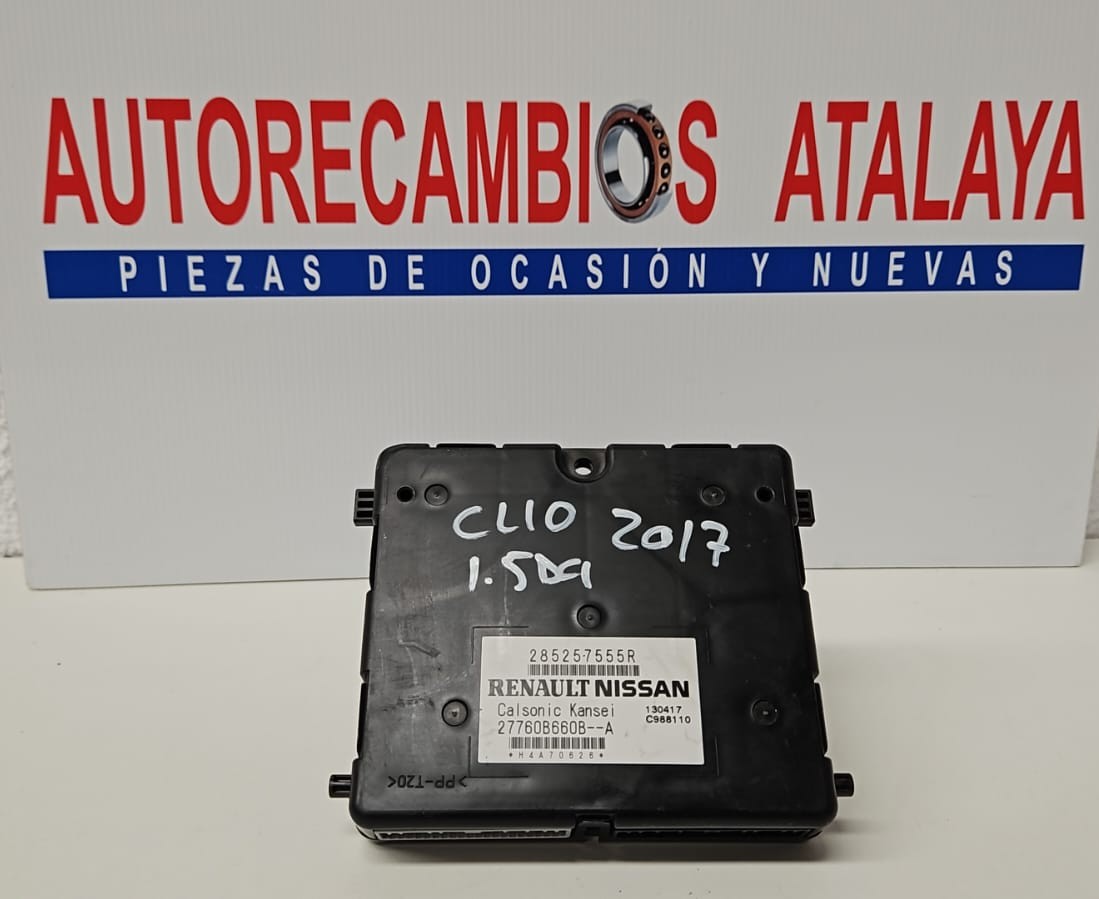 AUTORECAMBIOS ATALAYA
PIEZAS DE OCASIÓN Y NUEVAS
CLIO 2017
1.5DCI
285257555R
RENAULT NISSAN
Calsonic Kansei 130417
C988110
27760B660B--A
*H4A70626*
>PP-T20<